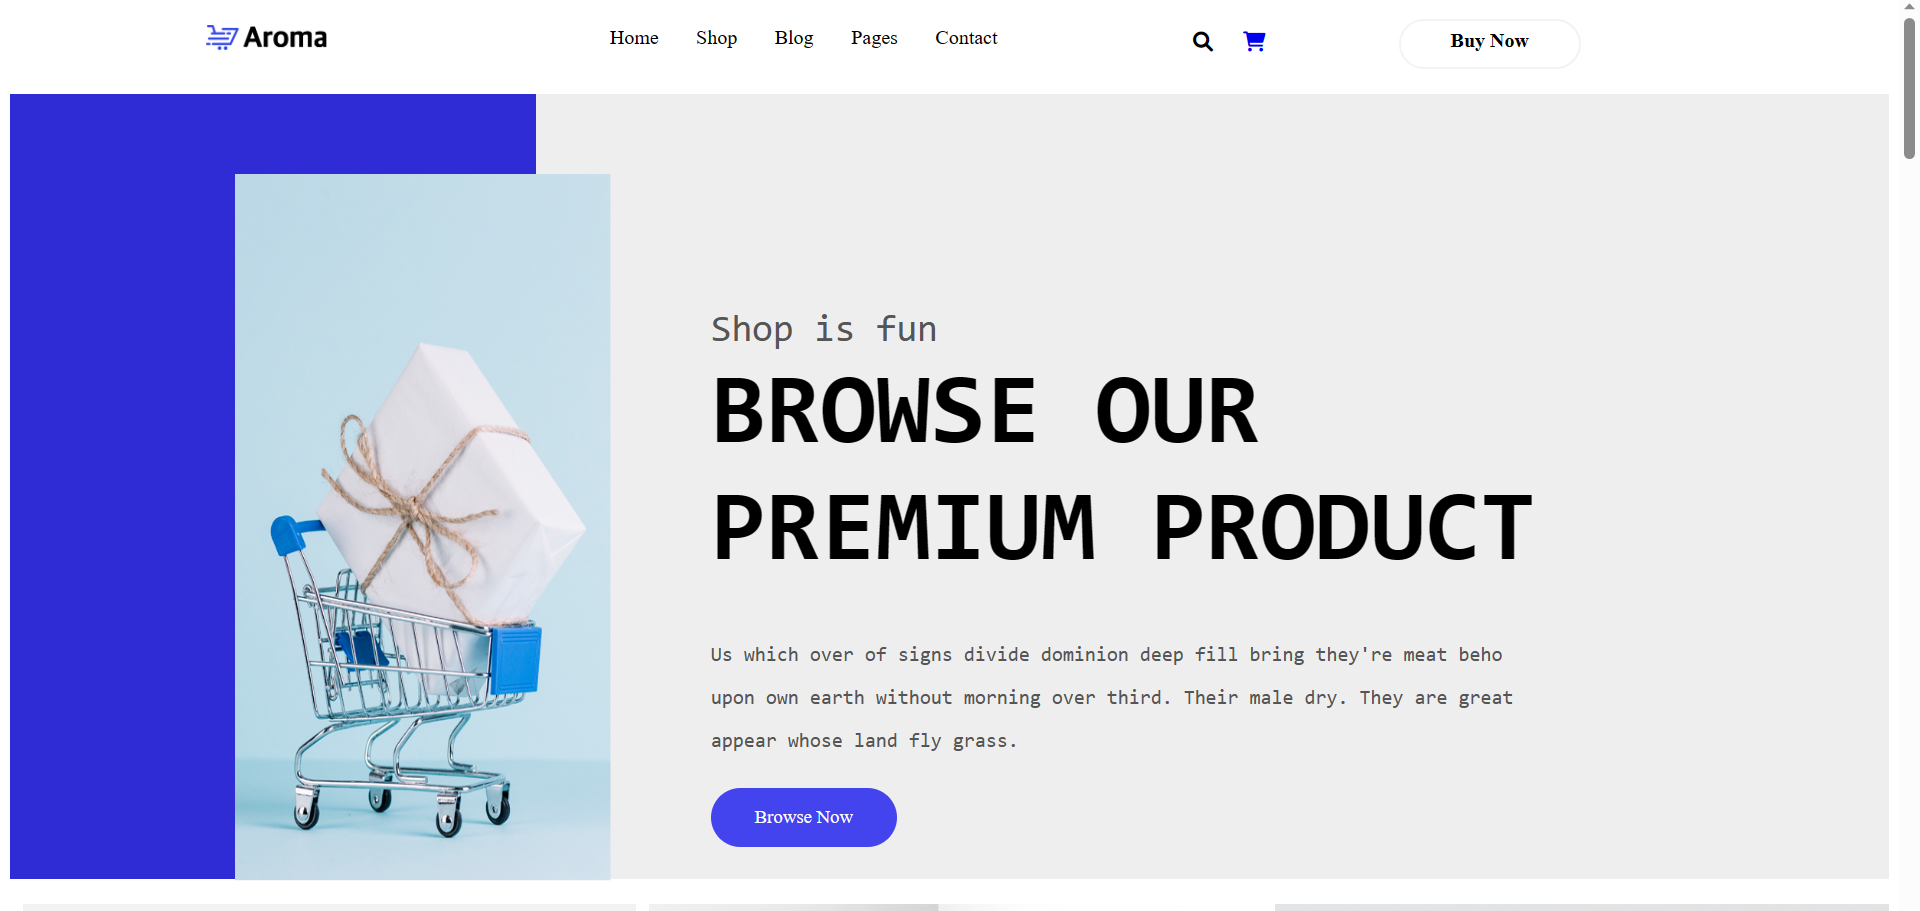 Aroma
Home Shop Blog Pages Contact
Buy Now
Shop is fun
BROWSE OUR
PREMIUM PRODUCT
Us which over of signs divide dominion deep fill bring they're meat beho
upon own earth without morning over third. Their male dry. They are great
appear whose land fly grass.
Browse Now